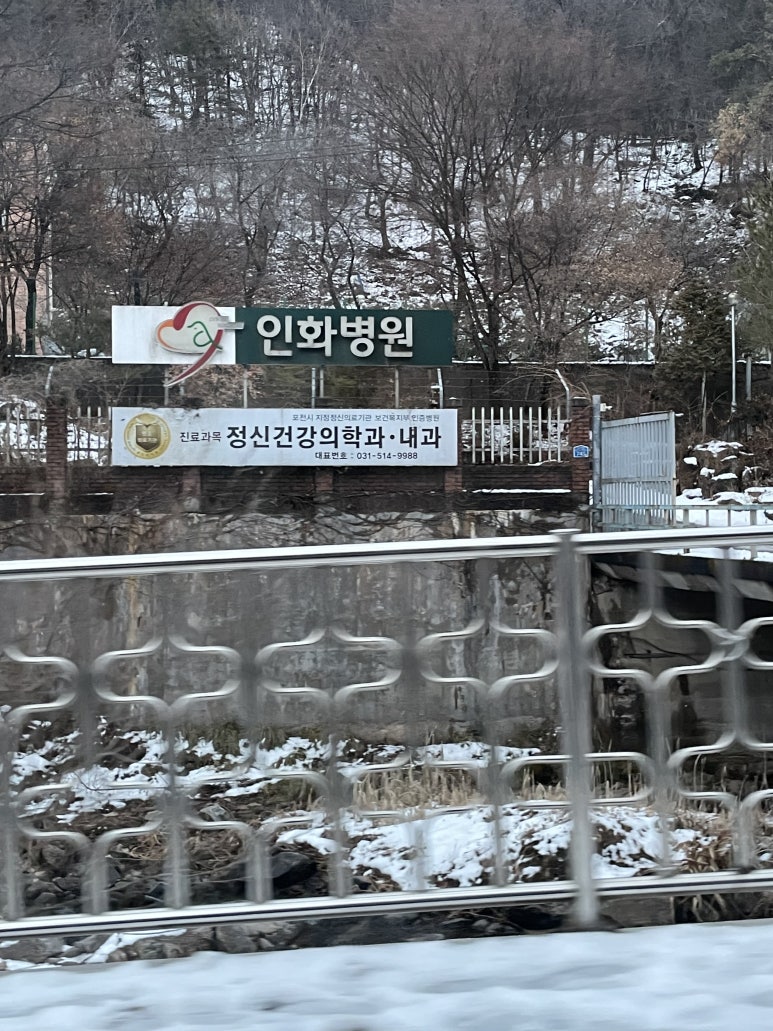 인화병원
포천시 지정정신의료기관 보건복지부 인증병원
진료과목 정신건강의학과·내과
대표번호 : 031-514-9988